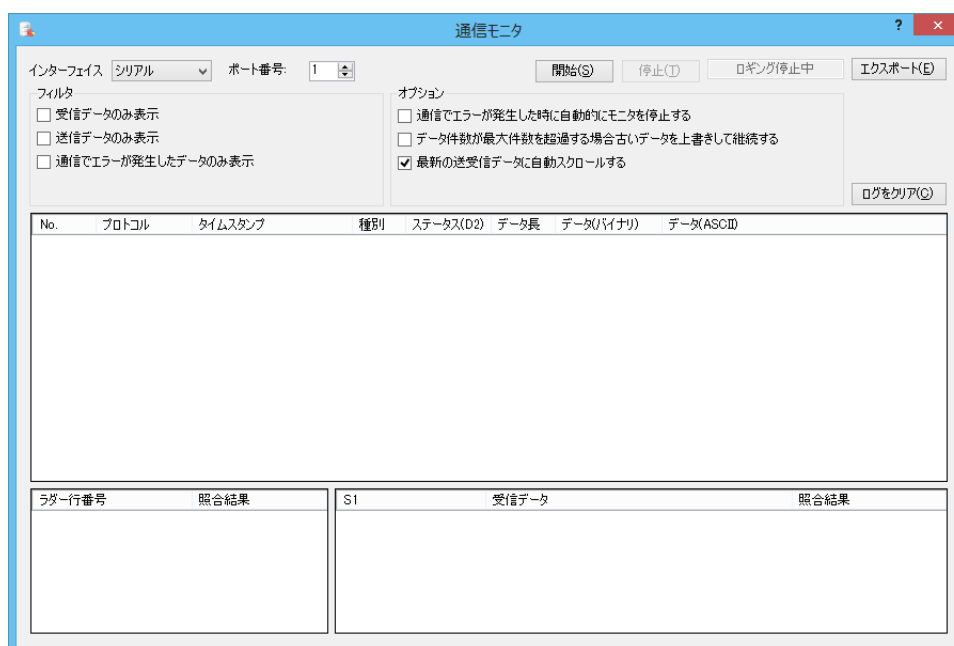 通信モニタ ? ×
インターフェイス シリアル ポート番号: 1 開始(S) 停止(T) ロギング停止中 エクスポート(E)
フィルタ
受信データのみ表示
送信データのみ表示
通信でエラーが発生したデータのみ表示
オプション
通信でエラーが発生した時に自動的にモニタを停止する
データ件数が最大件数を超過する場合古いデータを上書きして継続する
最新の送受信データに自動スクロールする
ログをクリア(C)
No. プロトコル タイムスタンプ 種別 ステータス(D2) データ長 データ(バイナリ) データ(ASCII)
ラダー行番号 照合結果
S1 受信データ 照合結果